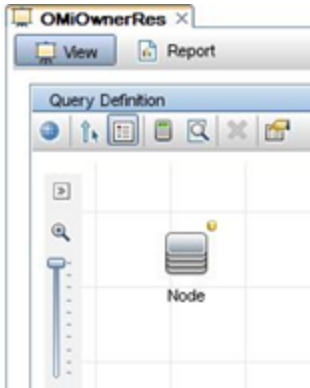 OMiOwnerRes
View
Report
Query Definition
Node